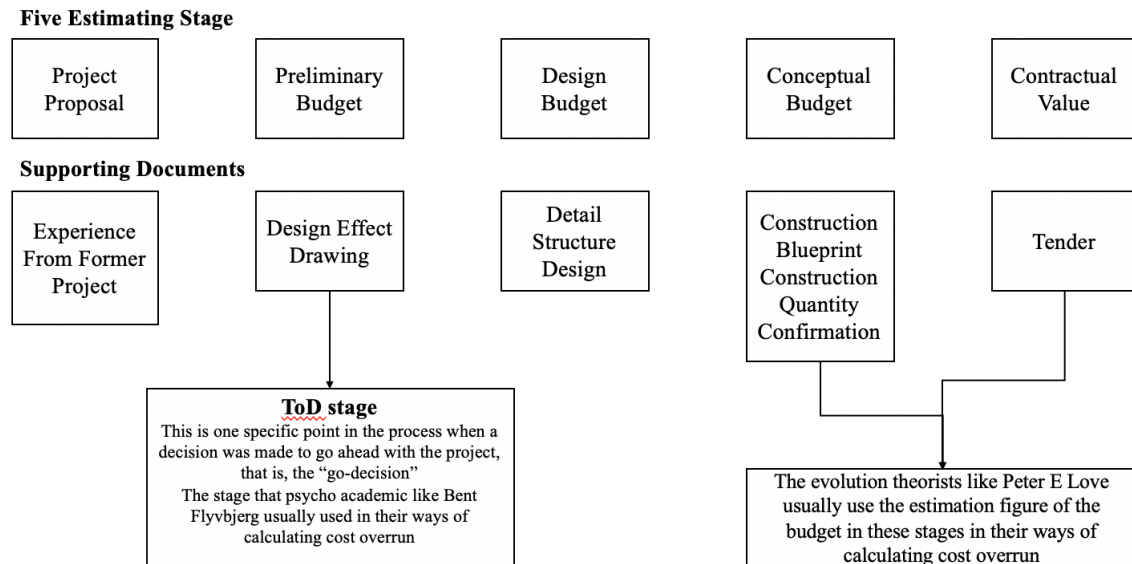 Five Estimating Stage
Project
Proposal
Preliminary
Budget
Design
Budget
Conceptual
Budget
Contractual
Value
Supporting Documents
Experience
From Former
Project
Design Effect
Drawing
Detail
Structure
Design
Construction
Blueprint
Construction
Quantity
Confirmation
Tender
ToD stage
This is one specific point in the process when a
decision was made to go ahead with the project,
that is, the “go-decision”
The stage that psycho academic like Bent
Flyvbjerg usually used in their ways of
calculating cost overrun
The evolution theorists like Peter E Love
usually use the estimation figure of the
budget in these stages in their ways of
calculating cost overrun